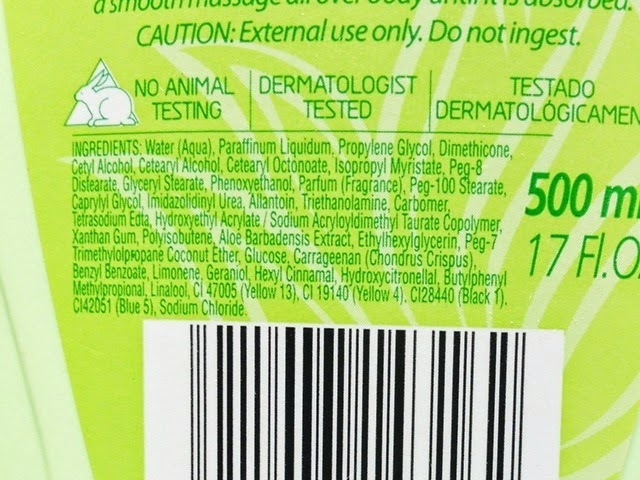 a smooth massage all over body until it is absorbed.
CAUTION: External use only. Do not ingest.
NO ANIMAL
TESTING
DERMATOLOGIST
TESTED
TESTADO
DERMATOLÓGICAMEN
INGREDIENTS: Water (Aqua), Paraffinum Liquidum, Propylene Glycol, Dimethicone,
Cetyl Alcohol, Cetearyl Alcohol, Cetearyl Octonoate, Isopropyl Myristate, Peg-8
Distearate, Glyceryl Stearate, Phenoxyethanol, Parfum (Fragrance), Peg-100 Stearate,
Caprylyl Glycol, Imidazolidinyl Urea, Allantoin, Triethanolamine, Carbomer,
Tetrasodium Edta, Hydroxyethyl Acrylate / Sodium Acryloyldimethyl Taurate Copolymer,
Xanthan Gum, Polyisobutene, Aloe Barbadensis Extract, Ethylhexylglycerin, Peg-7
Trimethylolpropane Coconut Ether, Glucose, Carrageenan (Chondrus Crispus),
Benzyl Benzoate, Limonene, Geraniol, Hexyl Cinnamal, Hydroxycitronellal, Butylphenyl
Methylpropional, Linalool, CI 47005 (Yellow 13), CI 19140 (Yellow 4), CI28440 (Black 1),
CI42051 (Blue 5), Sodium Chloride.
500 ml
17 Fl.O